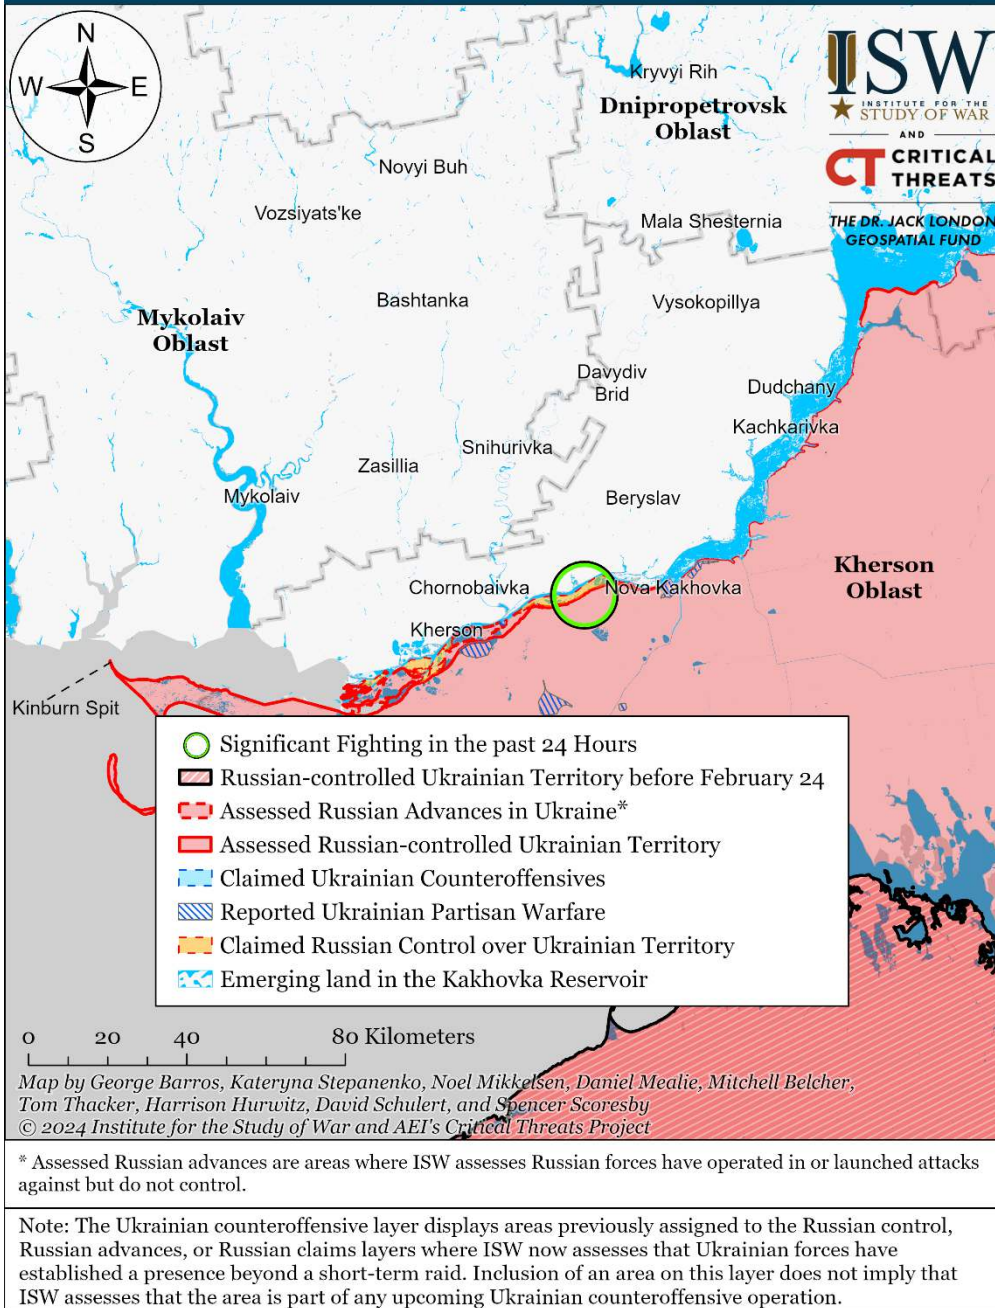 N
W
E
S
ISW
INSTITUTE FOR THE
STUDY OF WAR
AND
CT CRITICAL
THREATS
THE DR. JACK LONDON
GEOSPATIAL FUND
Kryvyi Rih
Dnipropetrovsk
Oblast
Novyi Buh
Vozsiyats'ke
Mala Shesternia
Bashtanka
Vysokopillya
Mykolaiv
Oblast
Davydiv
Brid
Dudchany
Kachkarivka
Snihurivka
Zasillia
Mykolaiv
Beryslav
Kherson
Oblast
Chornobaivka
Nova Kakhovka
Kherson
Kinburn Spit
Significant Fighting in the past 24 Hours
Russian-controlled Ukrainian Territory before February 24
Assessed Russian Advances in Ukraine*
Assessed Russian-controlled Ukrainian Territory
Claimed Ukrainian Counteroffensives
Reported Ukrainian Partisan Warfare
Claimed Russian Control over Ukrainian Territory
Emerging land in the Kakhovka Reservoir
0 20 40 80 Kilometers
Map by George Barros, Kateryna Stepanenko, Noel Mikkelsen, Daniel Mealie, Mitchell Belcher,
Tom Thacker, Harrison Hurwitz, David Schulert, and Spencer Scoresby
© 2024 Institute for the Study of War and AEI's Critical Threats Project
* Assessed Russian advances are areas where ISW assesses Russian forces have operated in or launched attacks
against but do not control.
Note: The Ukrainian counteroffensive layer displays areas previously assigned to the Russian control,
Russian advances, or Russian claims layers where ISW now assesses that Ukrainian forces have
established a presence beyond a short-term raid. Inclusion of an area on this layer does not imply that
ISW assesses that the area is part of any upcoming Ukrainian counteroffensive operation.